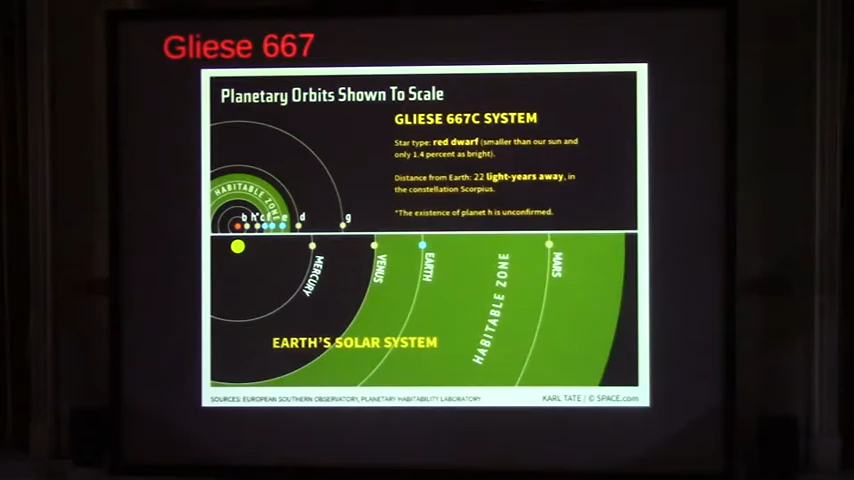 Gliese 667
Planetary Orbits Shown To Scale
GLIESE 667C SYSTEM
Star type: red dwarf (smaller than our sun and
only 1.4 percent as bright).
Distance from Earth: 22 light-years away, in
the constellation Scorpius.
*The existence of planet h is unconfirmed.
HABITABLE ZONE
b h* c f e d g
MERCURY
VENUS
EARTH
HABITABLE ZONE
MARS
EARTH'S SOLAR SYSTEM
SOURCES: EUROPEAN SOUTHERN OBSERVATORY, PLANETARY HABITABILITY LABORATORY
KARL TATE / © SPACE.com